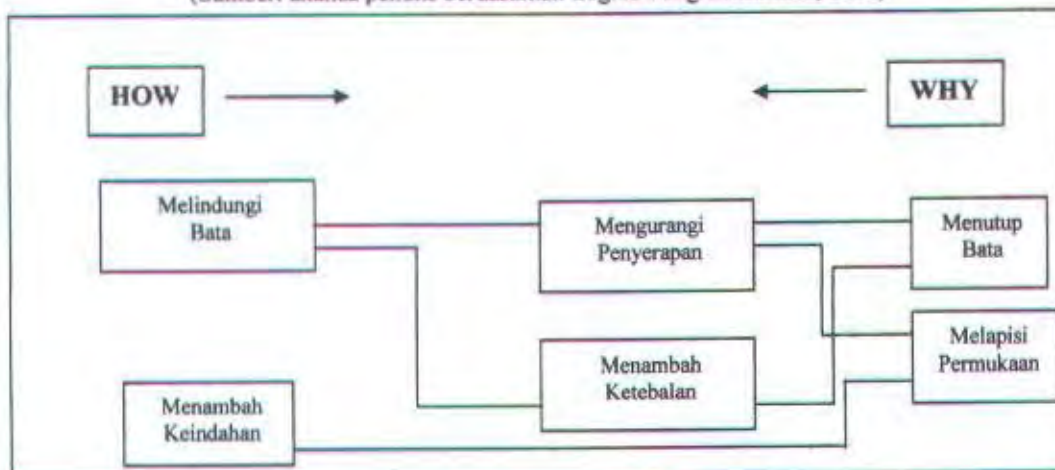 HOW
WHY
Melindungi
Bata
Mengurangi
Penyerapan
Menutup
Bata
Menambah
Keindahan
Menambah
Ketebalan
Melapisi
Permukaan